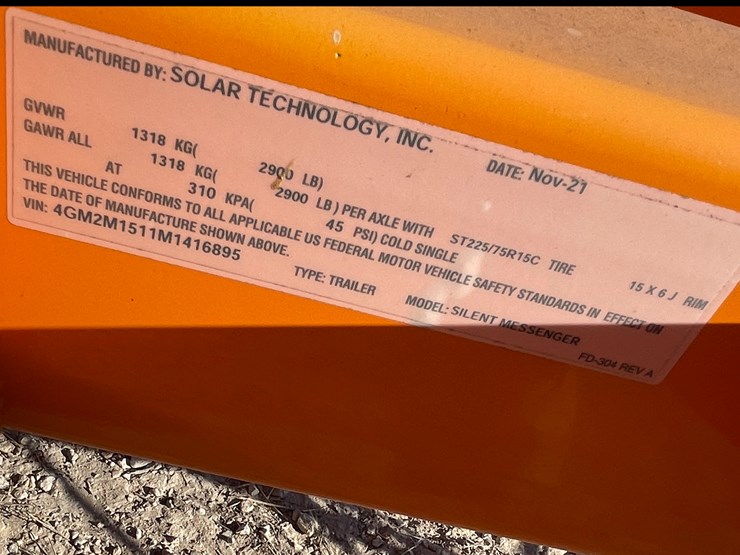 MANUFACTURED BY: SOLAR TECHNOLOGY, INC. DATE: Nov-21
GVWR 1318 KG( 2900 LB)
GAWR ALL 1318 KG( 2900 LB) PER AXLE WITH ST225/75R15C TIRE 15 X 6 J RIM
AT 310 KPA( 45 PSI) COLD SINGLE
THIS VEHICLE CONFORMS TO ALL APPLICABLE US FEDERAL MOTOR VEHICLE SAFETY STANDARDS IN EFFECT ON
THE DATE OF MANUFACTURE SHOWN ABOVE.
VIN: 4GM2M1511M1416895 TYPE: TRAILER MODEL: SILENT MESSENGER
FD-304 REV A